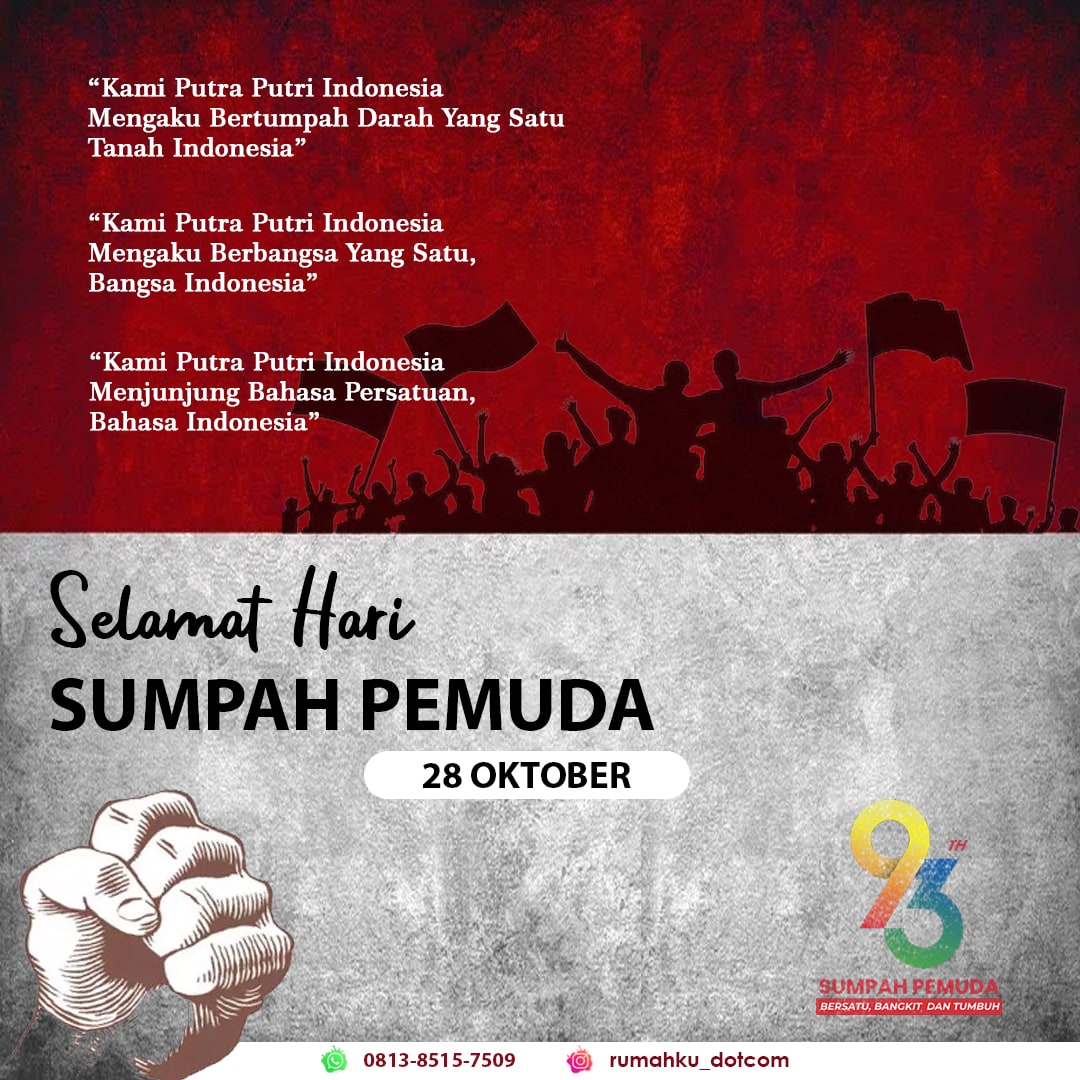 “Kami Putra Putri Indonesia
Mengaku Bertumpah Darah Yang Satu
Tanah Indonesia”
“Kami Putra Putri Indonesia
Mengaku Berbangsa Yang Satu,
Bangsa Indonesia”
“Kami Putra Putri Indonesia
Menjunjung Bahasa Persatuan,
Bahasa Indonesia”
Selamat Hari
SUMPAH PEMUDA
28 OKTOBER
93 TH
SUMPAH PEMUDA
BERSATU, BANGKIT DAN TUMBUH
0813-8515-7509
rumahku_dotcom